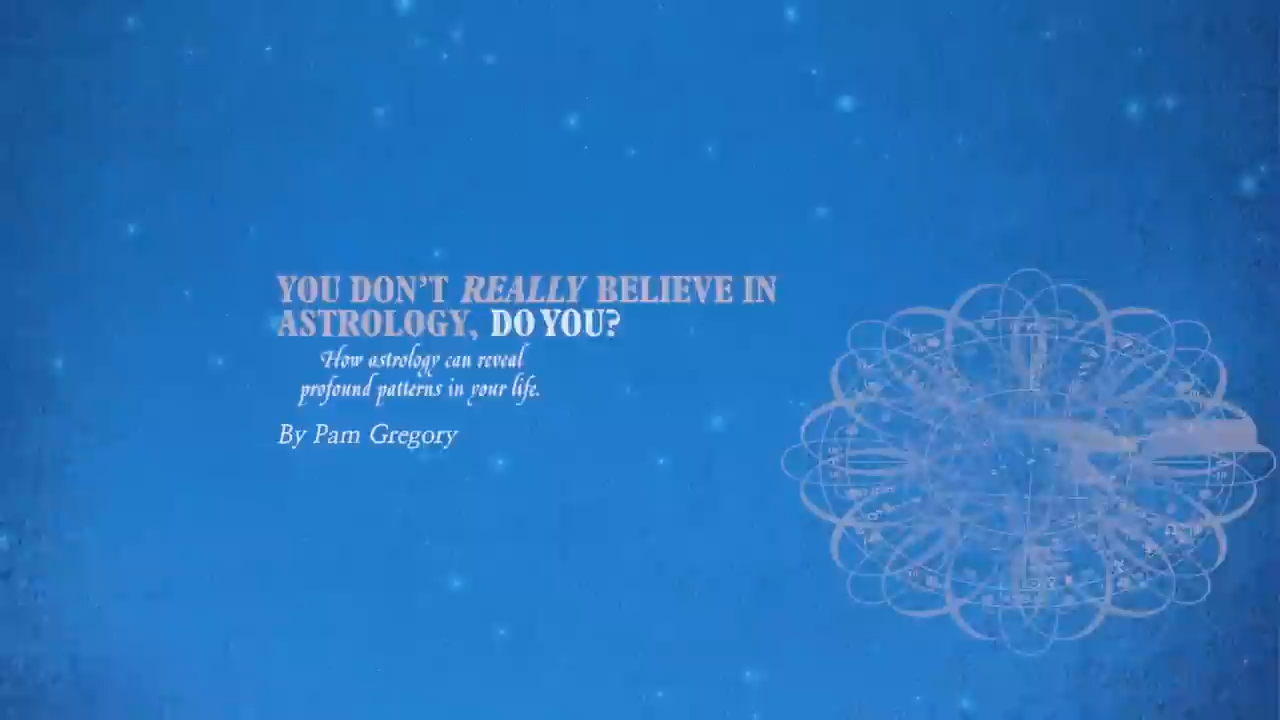 YOU DON'T REALLY BELIEVE IN
ASTROLOGY, DO YOU?
How astrology can reveal
profound patterns in your life.
By Pam Gregory